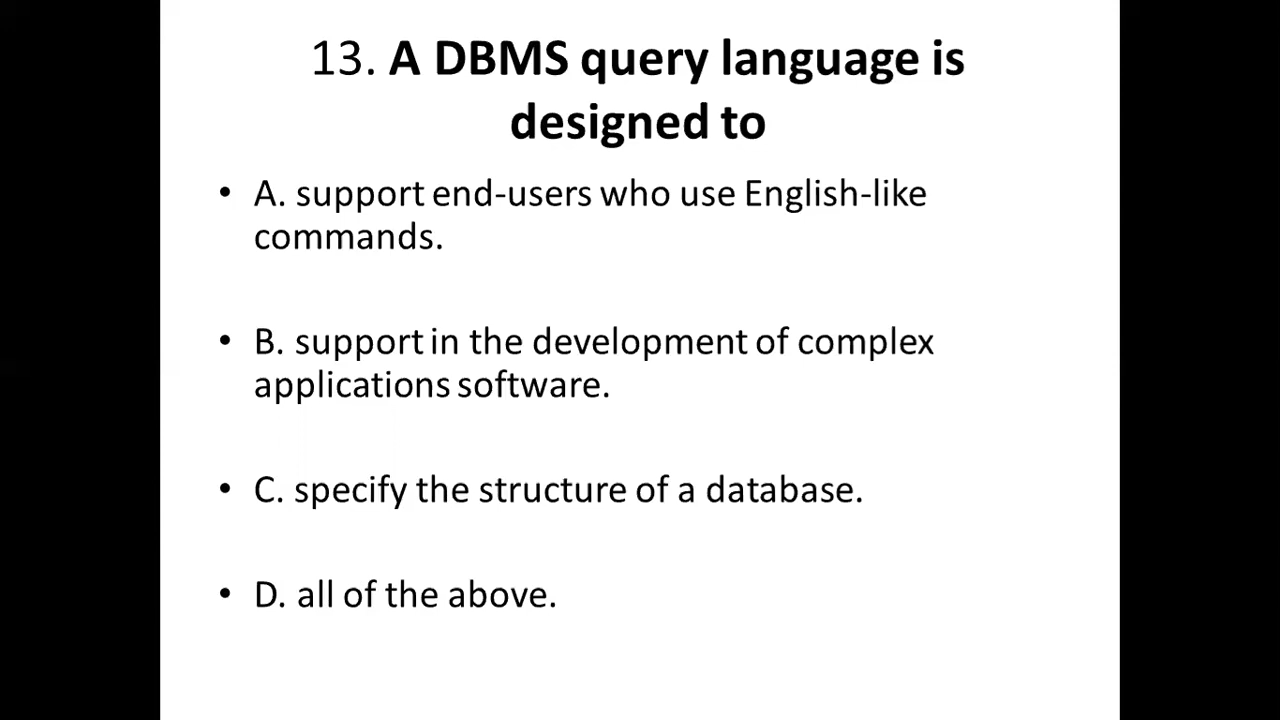 13. A DBMS query language is
designed to
• A. support end-users who use English-like
commands.
• B. support in the development of complex
applications software.
• C. specify the structure of a database.
• D. all of the above.